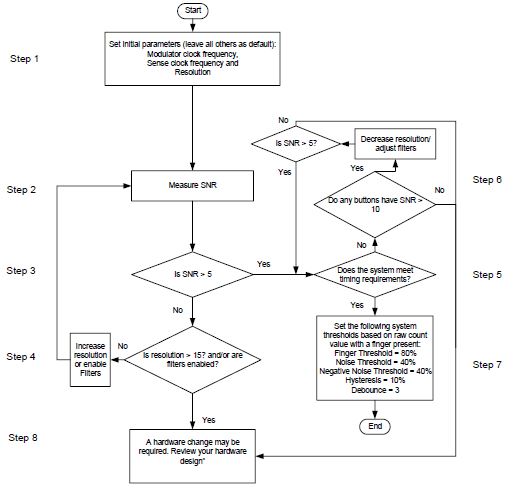 Start
Step 1
Set initial parameters (leave all others as default):
Modulator clock frequency,
Sense clock frequency and
Resolution
No
Is SNR > 5?
Decrease resolution/
adjust filters
Yes
Yes
Step 6
Step 2
Measure SNR
Do any buttons have SNR >
10
No
No
Step 3
Is SNR > 5
Yes
Does the system meet
timing requirements?
Step 5
No
Yes
Step 4
Increase
resolution
or enable
Filters
No
Is resolution > 15? and/or are
filters enabled?
Set the following system
thresholds based on raw count
value with a finger present:
Finger Threshold = 80%
Noise Threshold = 40%
Negative Noise Threshold = 40%
Hysteresis = 10%
Debounce = 3
Step 7
Yes
End
Step 8
A hardware change may be
required. Review your hardware
design*